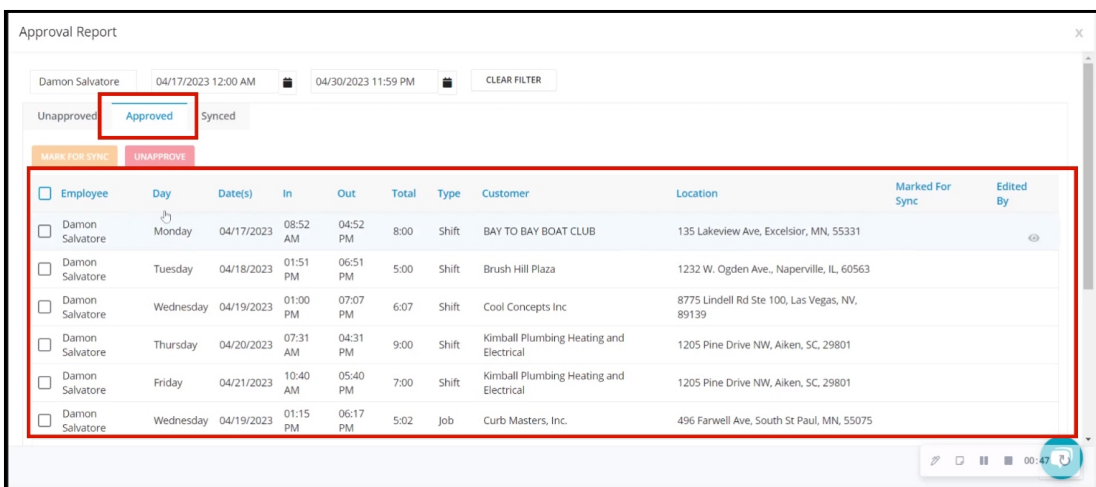 Approval Report X
Damon Salvatore 04/17/2023 12:00 AM 04/30/2023 11:59 PM CLEAR FILTER
Unapproved Approved Synced
MARK FOR SYNC UNAPPROVE
Employee Day Date(s) In Out Total Type Customer Location Marked For Sync Edited By
Damon Salvatore Monday 04/17/2023 08:52 AM 04:52 PM 8:00 Shift BAY TO BAY BOAT CLUB 135 Lakeview Ave, Excelsior, MN, 55331
Damon Salvatore Tuesday 04/18/2023 01:51 PM 06:51 PM 5:00 Shift Brush Hill Plaza 1232 W. Ogden Ave., Naperville, IL, 60563
Damon Salvatore Wednesday 04/19/2023 01:00 PM 07:07 PM 6:07 Shift Cool Concepts Inc 8775 Lindell Rd Ste 100, Las Vegas, NV, 89139
Damon Salvatore Thursday 04/20/2023 07:31 AM 04:31 PM 9:00 Shift Kimball Plumbing Heating and Electrical 1205 Pine Drive NW, Aiken, SC, 29801
Damon Salvatore Friday 04/21/2023 10:40 AM 05:40 PM 7:00 Shift Kimball Plumbing Heating and Electrical 1205 Pine Drive NW, Aiken, SC, 29801
Damon Salvatore Wednesday 04/19/2023 01:15 PM 06:17 PM 5:02 Job Curb Masters, Inc. 496 Farwell Ave, South St Paul, MN, 55075
00:47